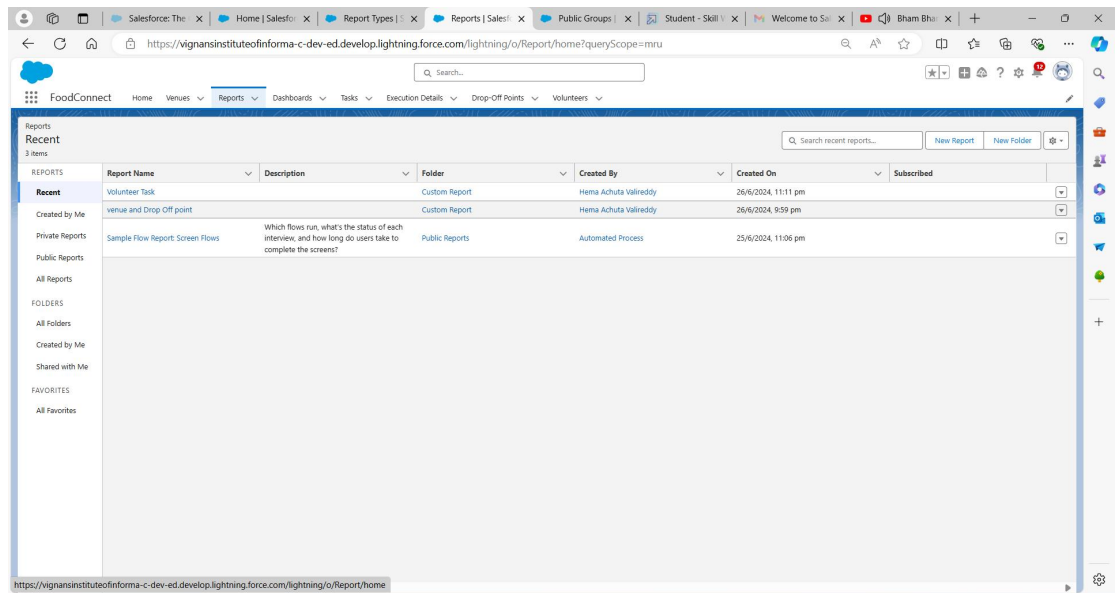 Salesforce: The
Home | Salesfor
Report Types | S
Reports | Salesf
Public Groups |
Student - Skill
Welcome to Sal
Bham Bha
https://vignansinstituteofinforma-c-dev-ed.develop.lightning.force.com/lightning/o/Report/home?queryScope=mru
Search...
12
FoodConnect Home Venues Reports Dashboards Tasks Execution Details Drop-Off Points Volunteers
Reports
Recent
3 items
Search recent reports...
New Report New Folder
REPORTS
Recent
Created by Me
Private Reports
Public Reports
All Reports
FOLDERS
All Folders
Created by Me
Shared with Me
FAVORITES
All Favorites
Report Name Description Folder Created By Created On Subscribed
Volunteer Task Custom Report Hema Achuta Valireddy 26/6/2024, 11:11 pm
venue and Drop Off point Custom Report Hema Achuta Valireddy 26/6/2024, 9:59 pm
Sample Flow Report: Screen Flows
Which flows run, what's the status of each
interview, and how long do users take to
complete the screens?
Public Reports Automated Process 25/6/2024, 11:06 pm
https://vignansinstituteofinforma-c-dev-ed.develop.lightning.force.com/lightning/o/Report/home